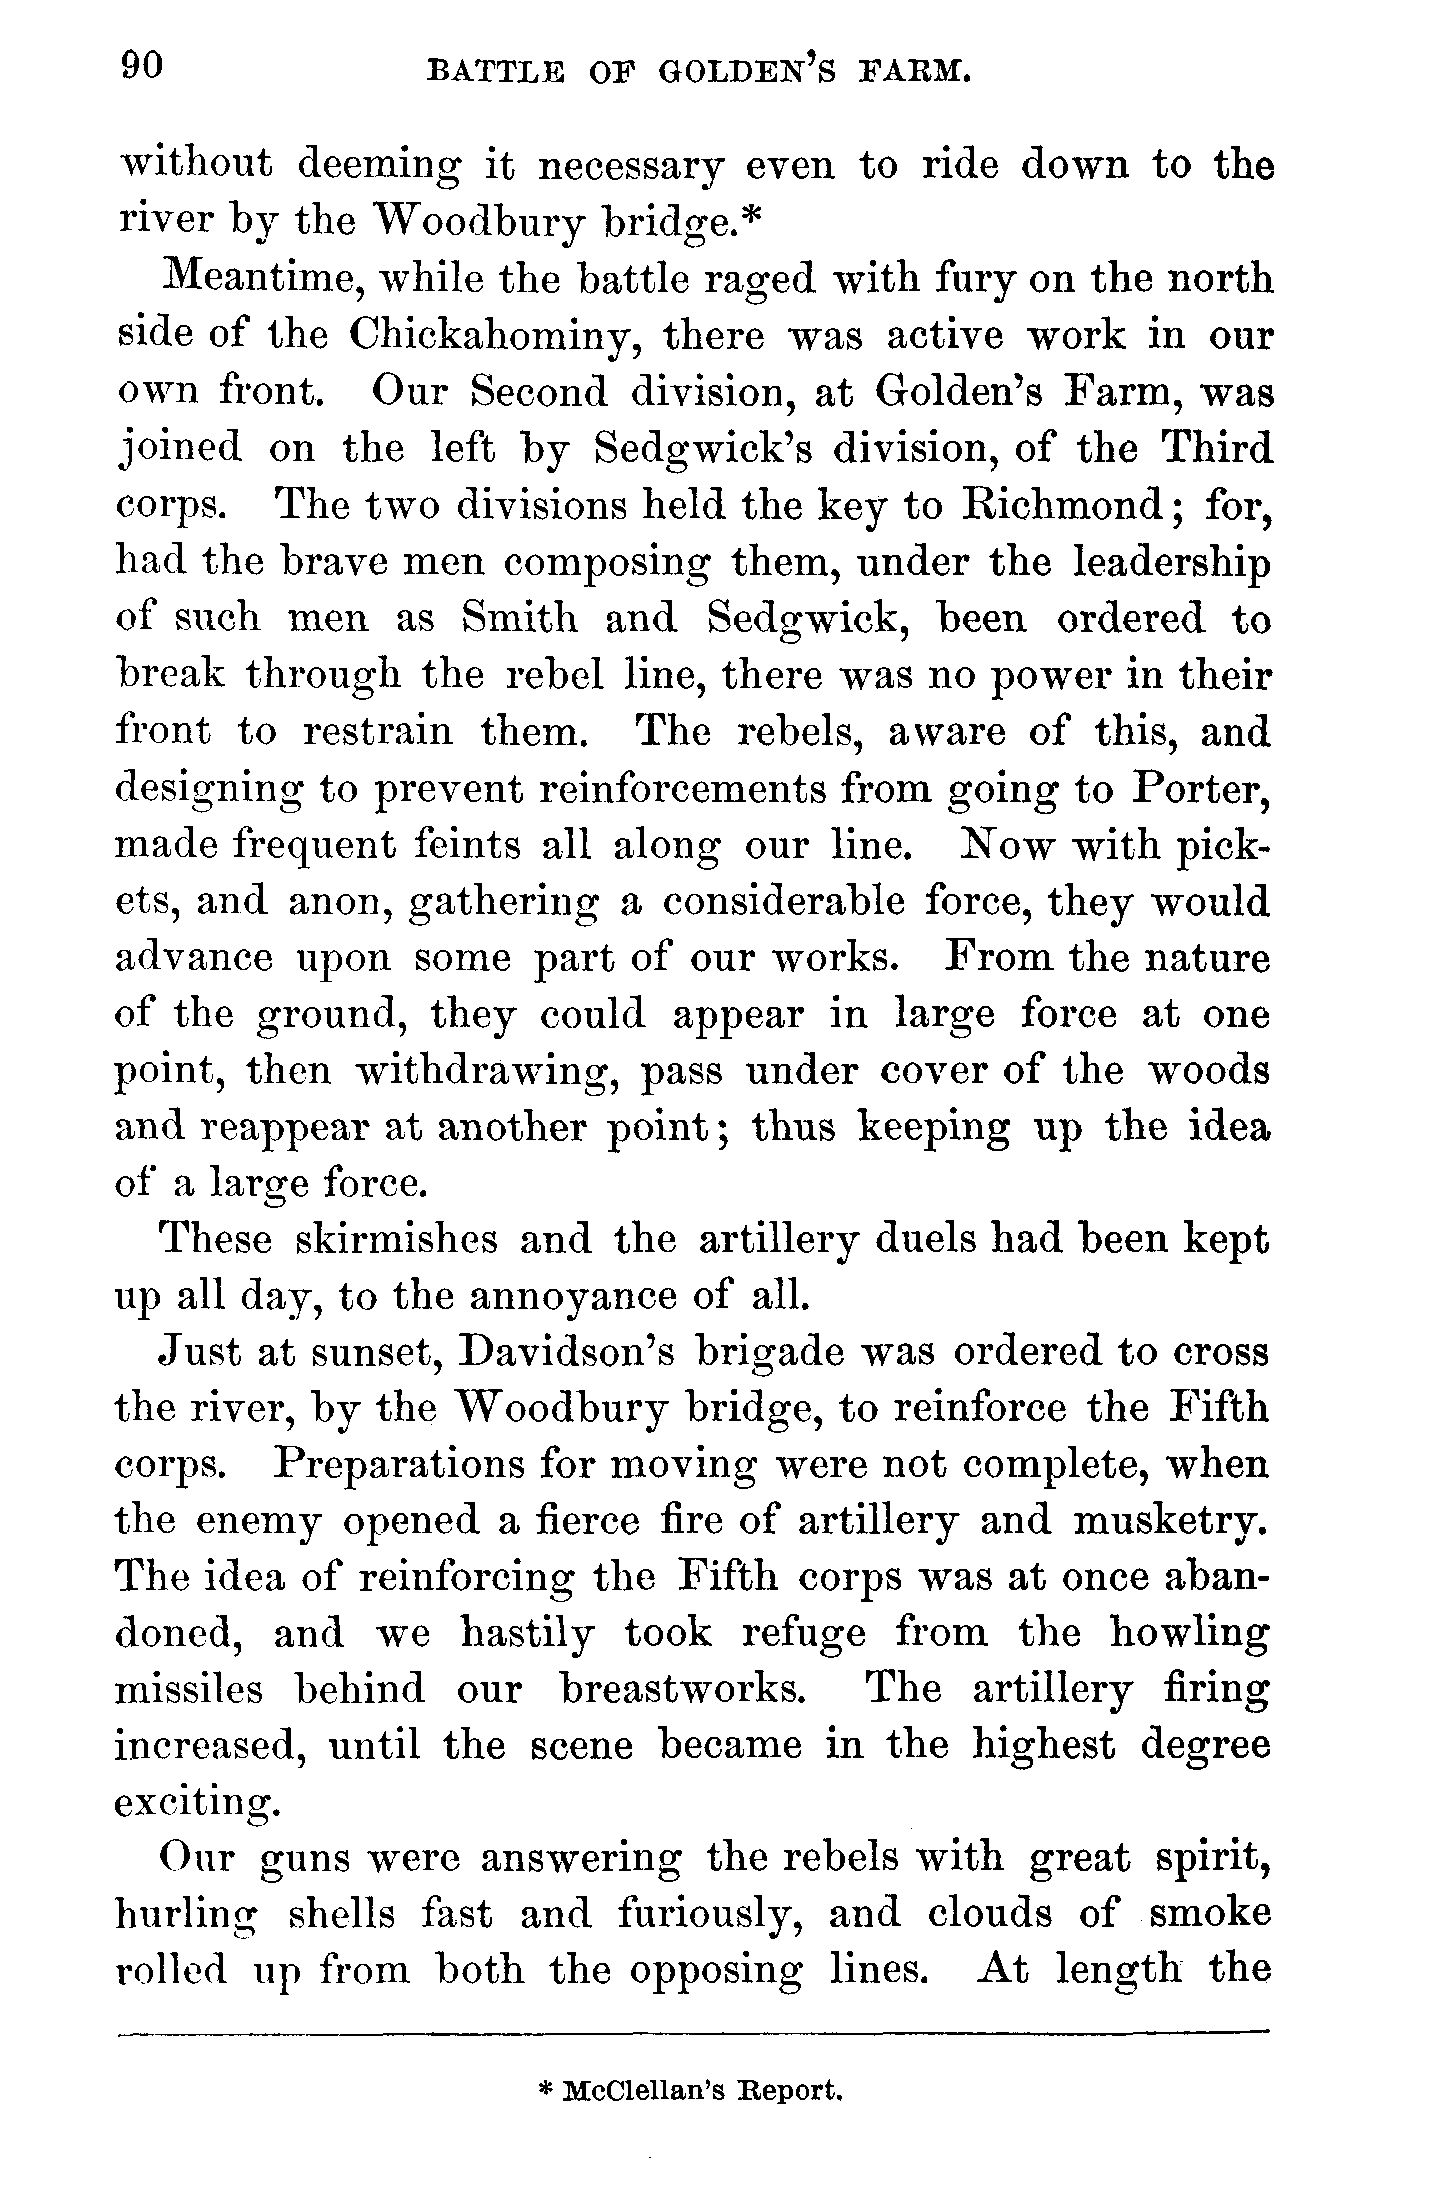 90 BATTLE OF GOLDEN'S FARM.
without deeming it necessary even to ride down to the
river by the Woodbury bridge.*
Meantime, while the battle raged with fury on the north
side of the Chickahominy, there was active work in our
own front. Our Second division, at Golden's Farm, was
joined on the left by Sedgwick's division, of the Third
corps. The two divisions held the key to Richmond; for,
had the brave men composing them, under the leadership
of such men as Smith and Sedgwick, been ordered to
break through the rebel line, there was no power in their
front to restrain them. The rebels, aware of this, and
designing to prevent reinforcements from going to Porter,
made frequent feints all along our line. Now with pick-
ets, and anon, gathering a considerable force, they would
advance upon some part of our works. From the nature
of the ground, they could appear in large force at one
point, then withdrawing, pass under cover of the woods
and reappear at another point; thus keeping up the idea
of a large force.
These skirmishes and the artillery duels had been kept
up all day, to the annoyance of all.
Just at sunset, Davidson's brigade was ordered to cross
the river, by the Woodbury bridge, to reinforce the Fifth
corps. Preparations for moving were not complete, when
the enemy opened a fierce fire of artillery and musketry.
The idea of reinforcing the Fifth corps was at once aban-
doned, and we hastily took refuge from the howling
missiles behind our breastworks. The artillery firing
increased, until the scene became in the highest degree
exciting.
Our guns were answering the rebels with great spirit,
hurling shells fast and furiously, and clouds of smoke
rolled up from both the opposing lines. At length the
* McClellan's Report.